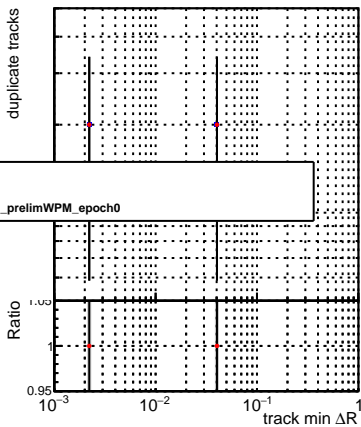 duplicate tracks
_prelimWPM_epoch0
Ratio
1.05
1
0.95
10⁻³ 10⁻² 10⁻¹ 1
track min ΔR